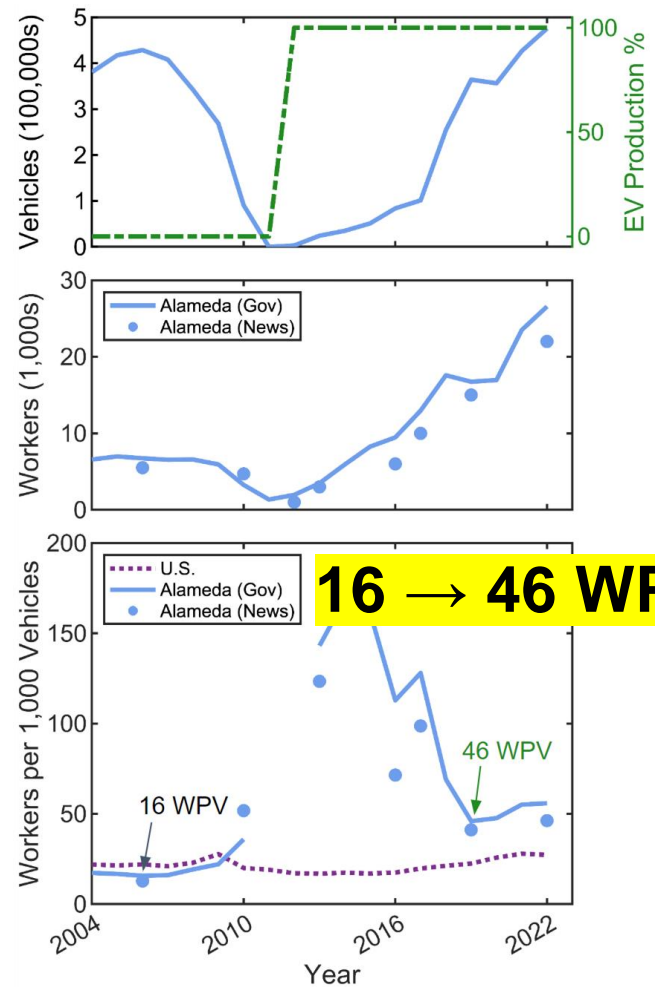 5
4
3
2
1
0
Vehicles (100,000s)
100
50
0
EV Production %
30
20
10
0
Workers (1,000s)
Alameda (Gov)
Alameda (News)
200
150
100
50
0
Workers per 1,000 Vehicles
U.S.
Alameda (Gov)
Alameda (News)
16 → 46
46 WPV
16 WPV
2004 2010 2016 2022
Year